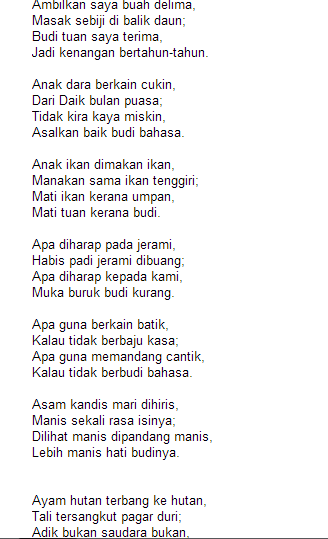 Ambilkan saya buah delima,
Masak sebiji di balik daun;
Budi tuan saya terima,
Jadi kenangan bertahun-tahun.

Anak dara berkain cukin,
Dari Daik bulan puasa;
Tidak kira kaya miskin,
Asalkan baik budi bahasa.

Anak ikan dimakan ikan,
Manakan sama ikan tenggiri;
Mati ikan kerana umpan,
Mati tuan kerana budi.

Apa diharap pada jerami,
Habis padi jerami dibuang;
Apa diharap kepada kami,
Muka buruk budi kurang.

Apa guna berkain batik,
Kalau tidak berbaju kasa;
Apa guna memandang cantik,
Kalau tidak berbudi bahasa.

Asam kandis mari dihiris,
Manis sekali rasa isinya;
Dilihat manis dipandang manis,
Lebih manis hati budinya.

Ayam hutan terbang ke hutan,
Tali tersangkut pagar duri;
Adik bukan saudara bukan,